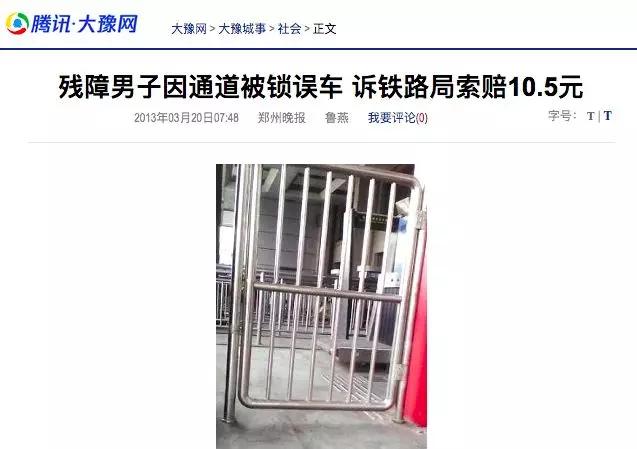 腾讯·大豫网
大豫网 > 大豫城事 > 社会 > 正文
残障男子因通道被锁误车 诉铁路局索赔10.5元
2013年03月20日07:48 郑州晚报 鲁燕 我要评论(0) 字号： T | T